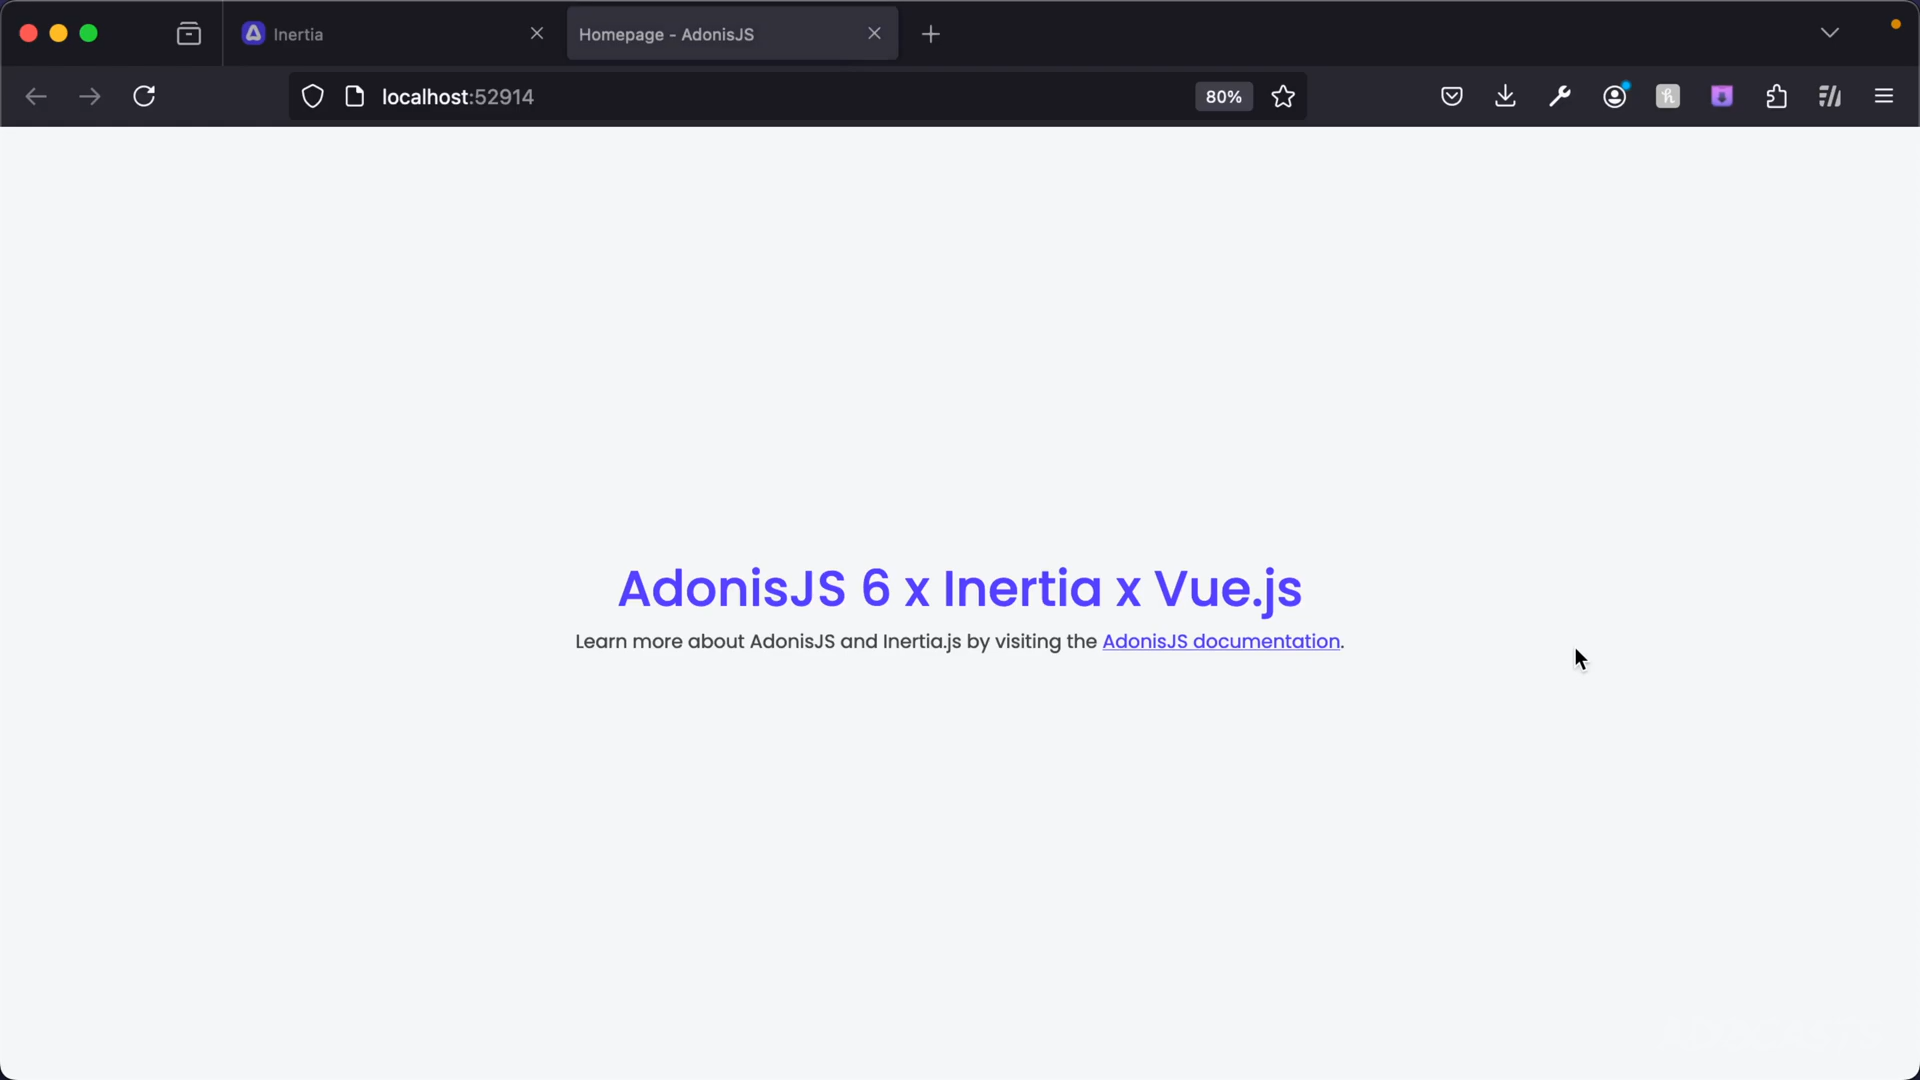 Inertia
Homepage - AdonisJS
localhost:52914
80%
AdonisJS 6 x Inertia x Vue.js
Learn more about AdonisJS and Inertia.js by visiting the AdonisJS documentation.